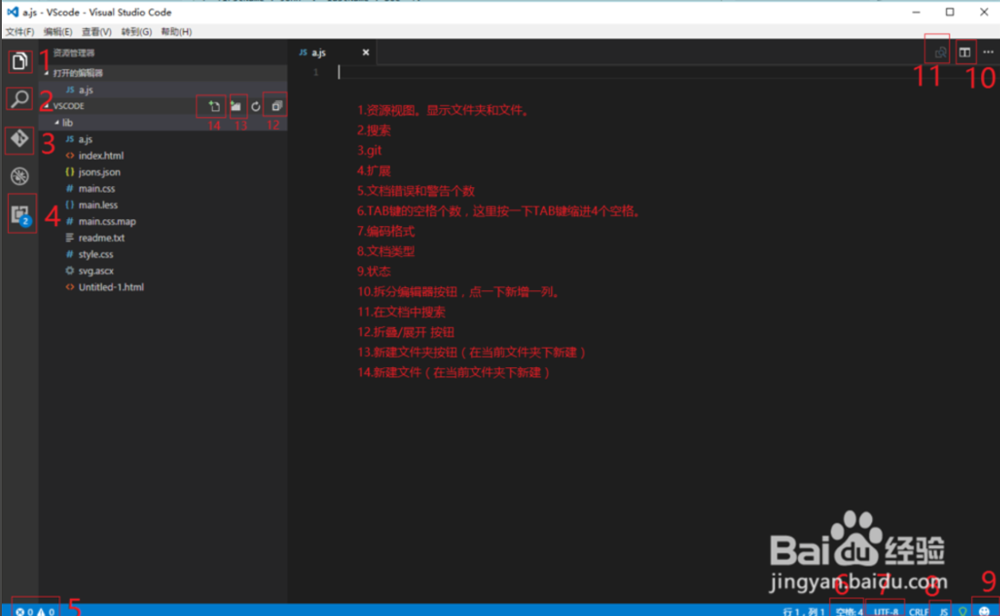 a.js - VScode - Visual Studio Code
文件(F) 编辑(E) 查看(V) 转到(G) 帮助(H)
资源管理器
1
打开的编辑器
JS a.js
2
VSCODE
14
13
12
lib
3
JS a.js
index.html
jsons.json
# main.css
main.less
4
2
# main.css.map
readme.txt
# style.css
svg.ascx
Untitled-1.html
JS a.js
11
10
1
1.资源视图。显示文件夹和文件。
2.搜索
3.git
4.扩展
5.文档错误和警告个数
6.TAB键的空格个数，这里按一下TAB键缩进4个空格。
7.编码格式
8.文档类型
9.状态
10.拆分编辑器按钮，点一下新增一列。
11.在文档中搜索
12.折叠/展开 按钮
13.新建文件夹按钮（在当前文件夹下新建）
14.新建文件（在当前文件夹下新建）
Baidu 经验
jingyan.baidu.com
5
6
7
8
9
0 0
行 1，列 1 空格: 4 UTF-8 CRLF JS